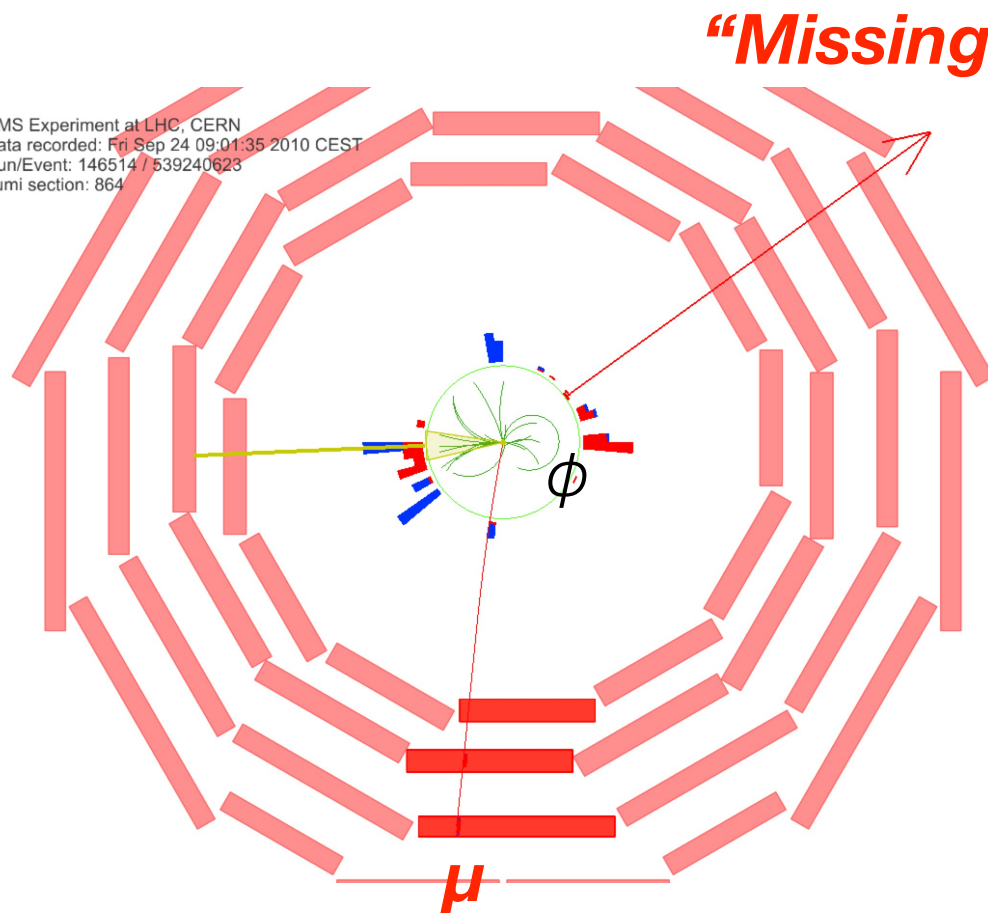 “Missing
MS Experiment at LHC, CERN
ata recorded: Fri Sep 24 09:01:35 2010 CEST
un/Event: 146514 / 539240623
umi section: 864
ϕ
μ